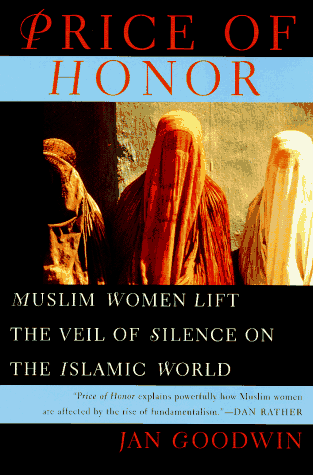 PRICE OF
HONOR
MUSLIM WOMEN LIFT
THE VEIL OF SILENCE ON
THE ISLAMIC WORLD
"Price of Honor explains powerfully how Muslim women
are affected by the rise of fundamentalism."—DAN RATHER
JAN GOODWIN